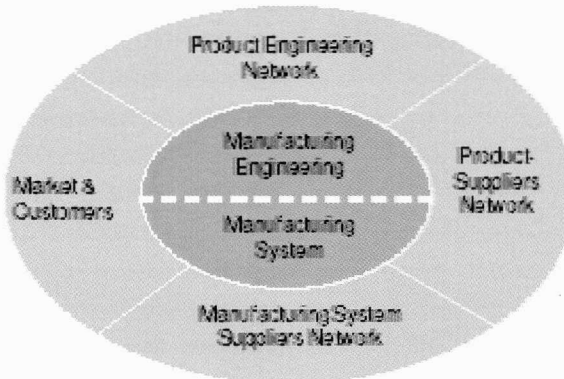 Product Engineering
Network
Manufacturing
Engineering
Market &
Customers
Product-
Suppliers
Network
Manufacturing
System
Manufacturing System
Suppliers Network